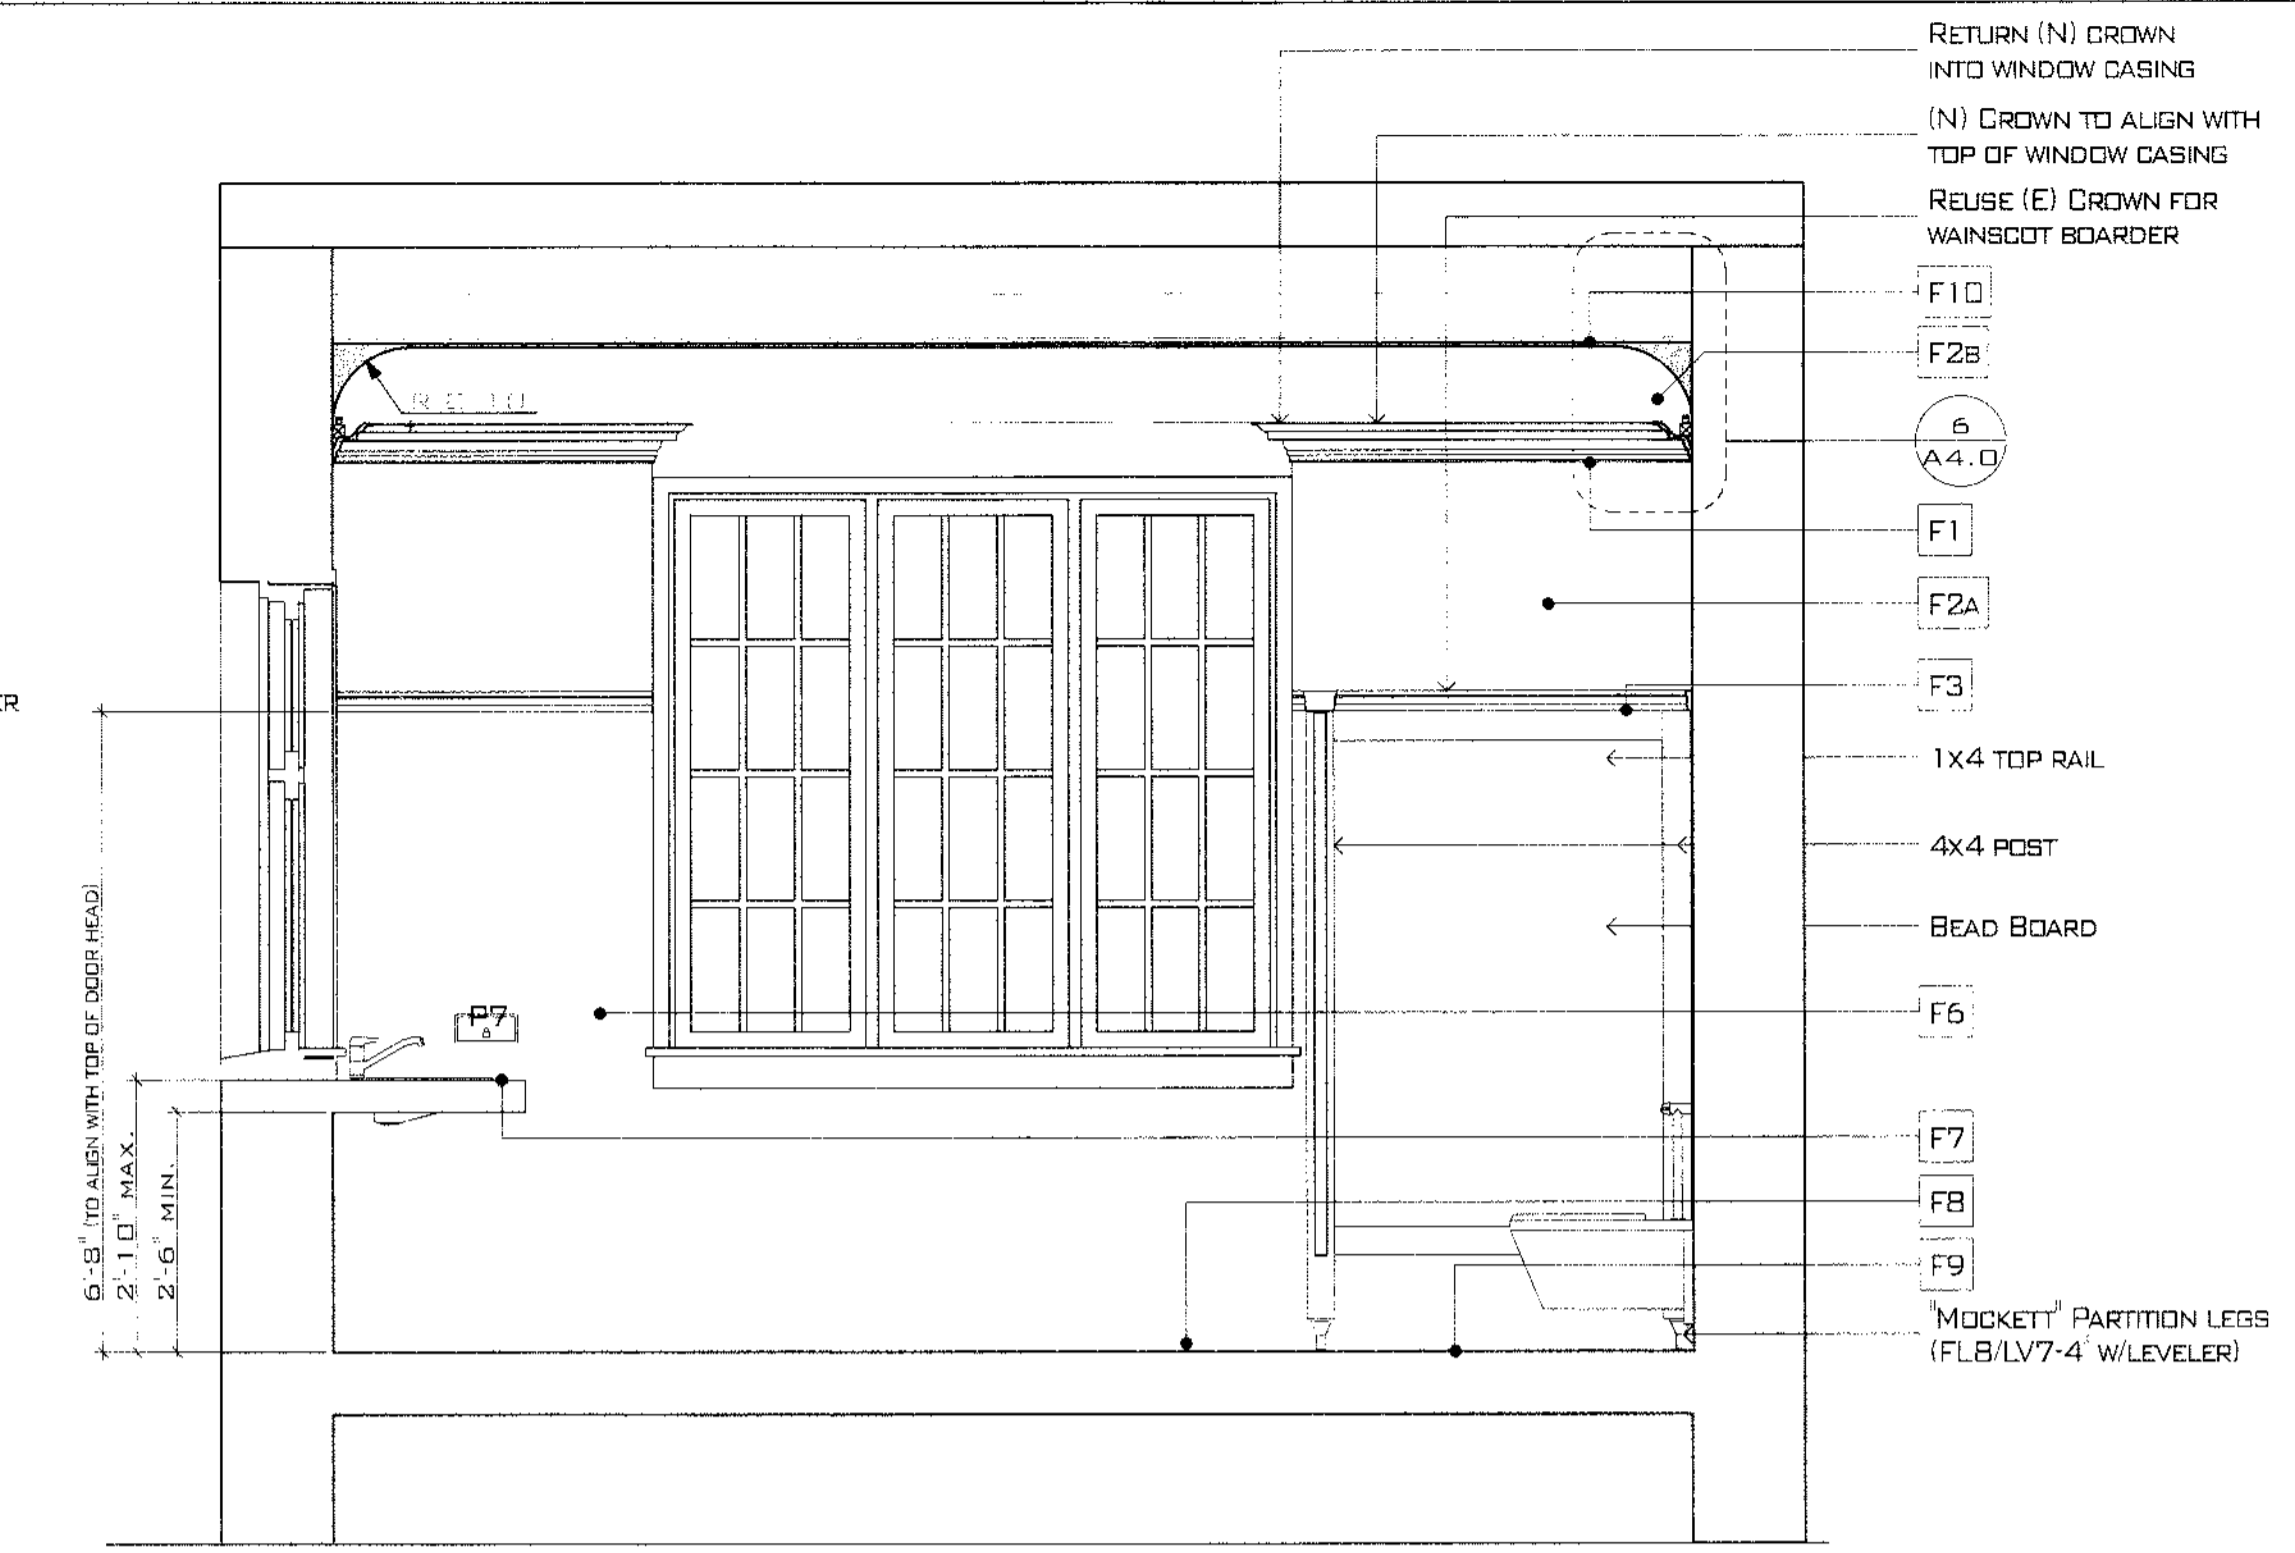 RETURN (N) CROWN
INTO WINDOW CASING
(N) CROWN TO ALIGN WITH
TOP OF WINDOW CASING
REUSE (E) CROWN FOR
WAINSCOT BOARDER
F10
F2B
6
A4.0
F1
F2A
F3
1X4 TOP RAIL
4X4 POST
BEAD BOARD
F6
F7
F8
F9
"MOCKETT" PARTITION LEGS
(FL8/LV7-4" W/LEVELER)
6'-8" (TO ALIGN WITH TOP OF DOOR HEAD)
2'-10" MAX.
2'-6" MIN.